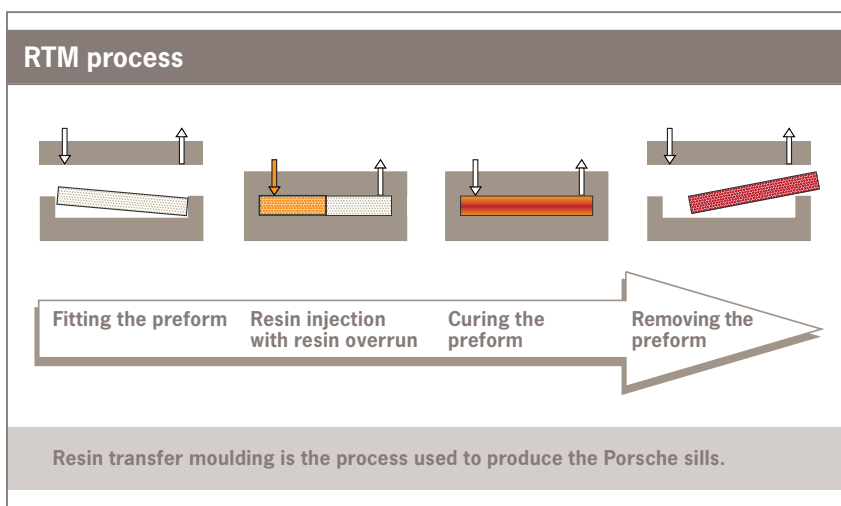 RTM process
Fitting the preform
Resin injection
with resin overrun
Curing the
preform
Removing the
preform
Resin transfer moulding is the process used to produce the Porsche sills.